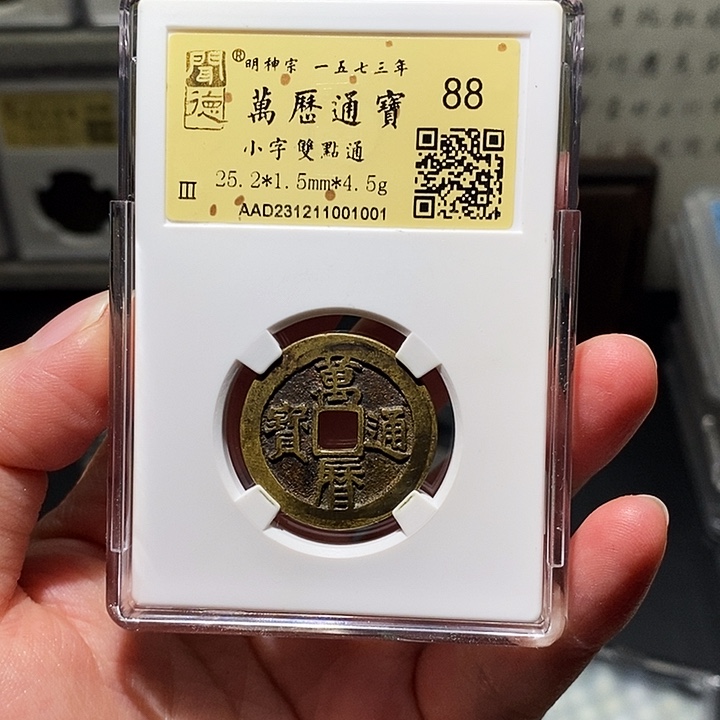 聞德®
明神宗 一五七三年
萬曆通寶
88
小字雙點通
Ⅲ
25.2*1.5mm*4.5g
AAD231211001001
萬曆通寶